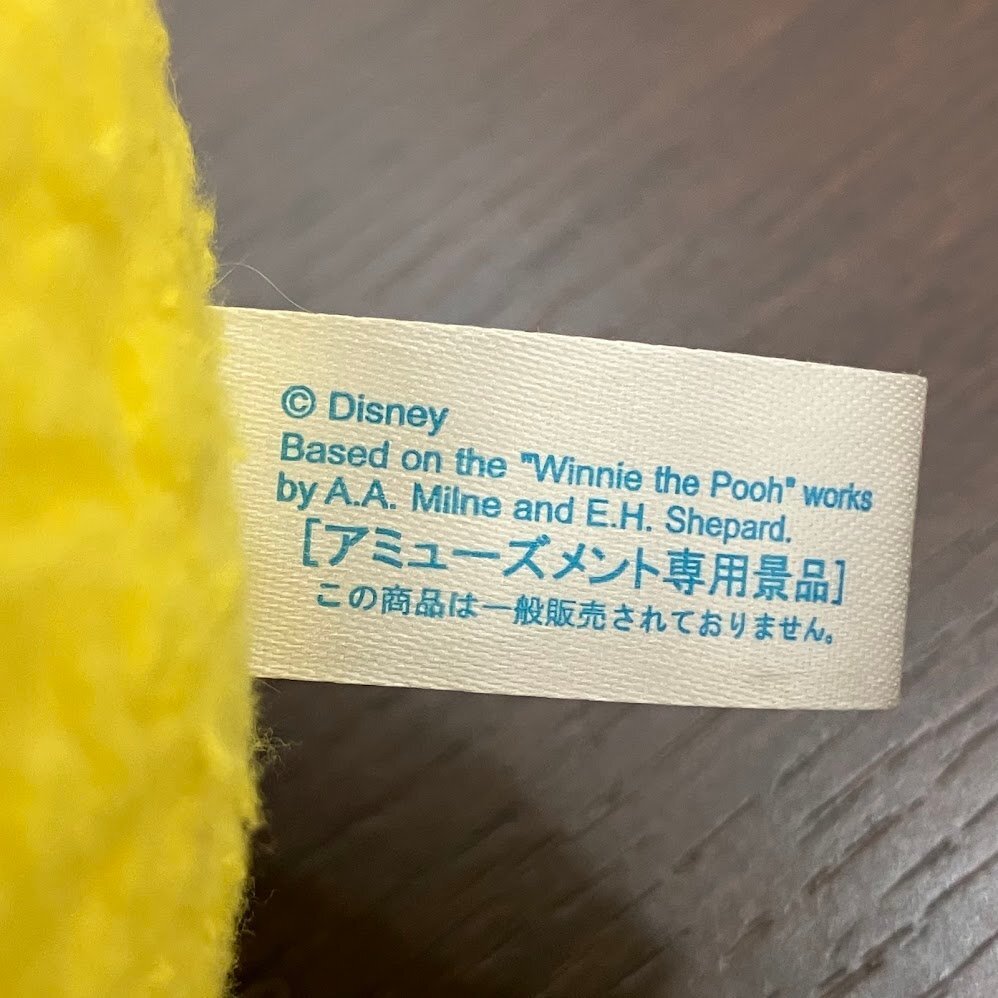 © Disney
Based on the "Winnie the Pooh" works
by A.A. Milne and E.H. Shepard.
[アミューズメント専用景品]
この商品は一般販売されておりません。